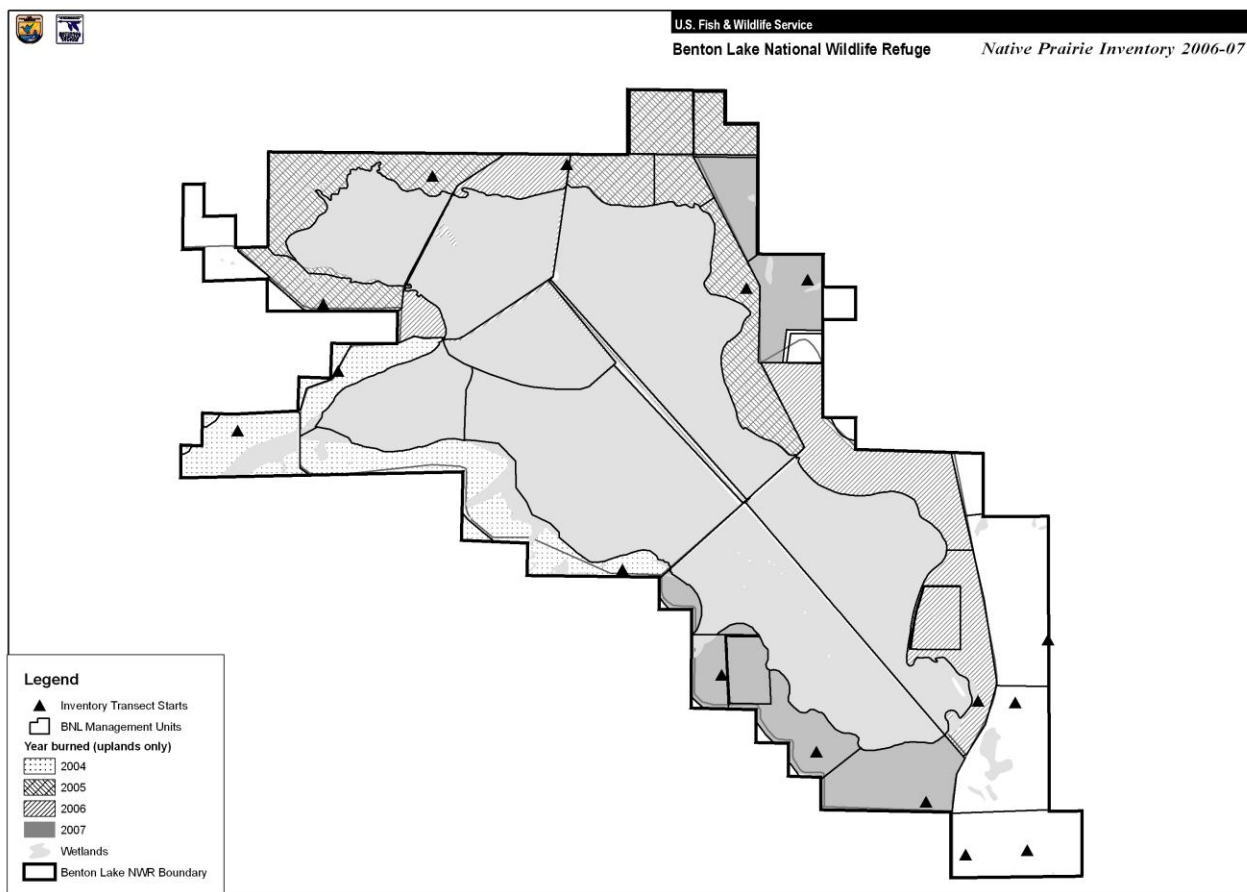 U.S. Fish & Wildlife Service
Benton Lake National Wildlife Refuge Native Prairie Inventory 2006-07
Legend
Inventory Transect Starts
BNL Management Units
Year burned (uplands only)
2004
2005
2006
2007
Wetlands
Benton Lake NWR Boundary